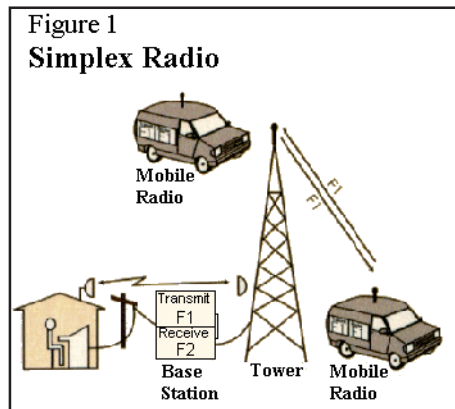 Figure 1
Simplex Radio
Mobile
Radio
F1
F1
Transmit
F1
Receive
F2
Base
Station
Tower
Mobile
Radio